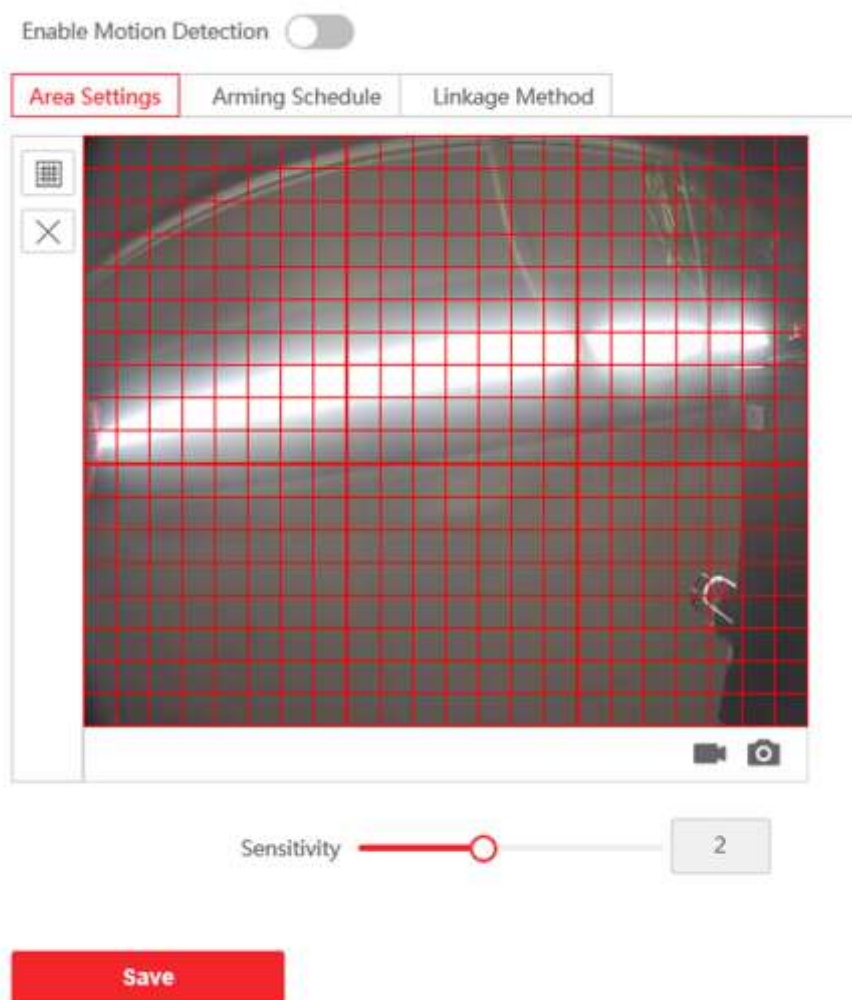 Enable Motion Detection
Area Settings Arming Schedule Linkage Method
Sensitivity 2
Save